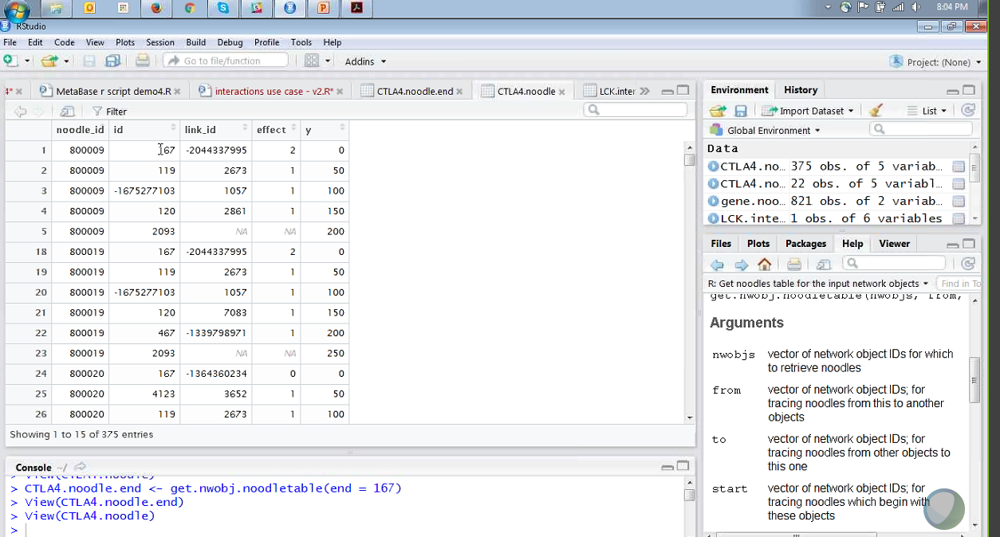 8:04 PM
RStudio
File Edit Code View Plots Session Build Debug Profile Tools Help
Go to file/function Addins Project: (None)
4* MetaBase r script demo4.R interactions use case - v2.R* CTLA4.noodle.end CTLA4.noodle LCK.inter
Filter
noodle_id id link_id effect y
1 800009 167 -2044337995 2 0
2 800009 119 2673 1 50
3 800009 -1675277103 1057 1 100
4 800009 120 2861 1 150
5 800009 2093 NA NA 200
18 800019 167 -2044337995 2 0
19 800019 119 2673 1 50
20 800019 -1675277103 1057 1 100
21 800019 120 7083 1 150
22 800019 467 -1339798971 1 200
23 800019 2093 NA NA 250
24 800020 167 -1364360234 0 0
25 800020 4123 3652 1 50
26 800020 119 2673 1 100
Showing 1 to 15 of 375 entries
Console ~/
> CTLA4.noodle.end <- get.nwobj.noodletable(end = 167)
> View(CTLA4.noodle.end)
> View(CTLA4.noodle)
>
Environment History
Import Dataset List
Global Environment
Data
CTLA4.no... 375 obs. of 5 variab...
CTLA4.no... 22 obs. of 5 variabl...
gene.noo... 821 obs. of 2 variab...
LCK.inte... 1 obs. of 6 variables
Files Plots Packages Help Viewer
R: Get noodles table for the input network objects Find in To
get.nwobj.noodletable(nwobjs, from,
Arguments
nwobjs vector of network object IDs for which
to retrieve noodles
from vector of network object IDs; for
tracing noodles from this to another
objects
to vector of network object IDs; for
tracing noodles from other objects to
this one
start vector of network object IDs; for
tracing noodles which begin with
these objects